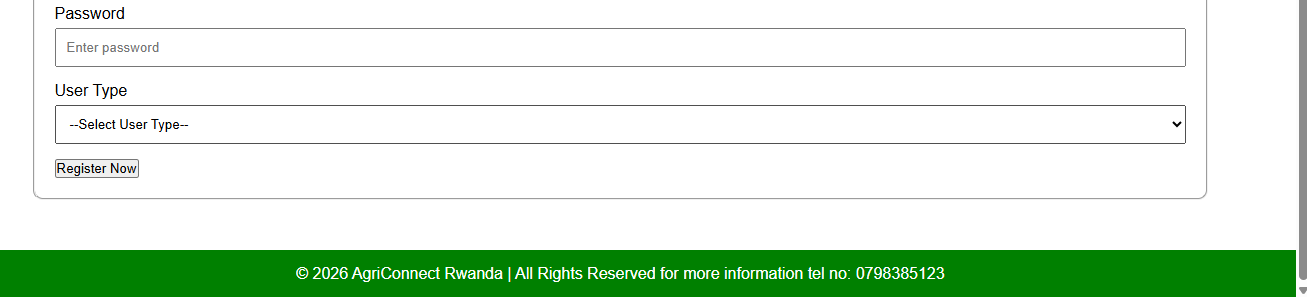 Password
Enter password
User Type
--Select User Type--
Register Now
© 2026 AgriConnect Rwanda | All Rights Reserved for more information tel no: 0798385123